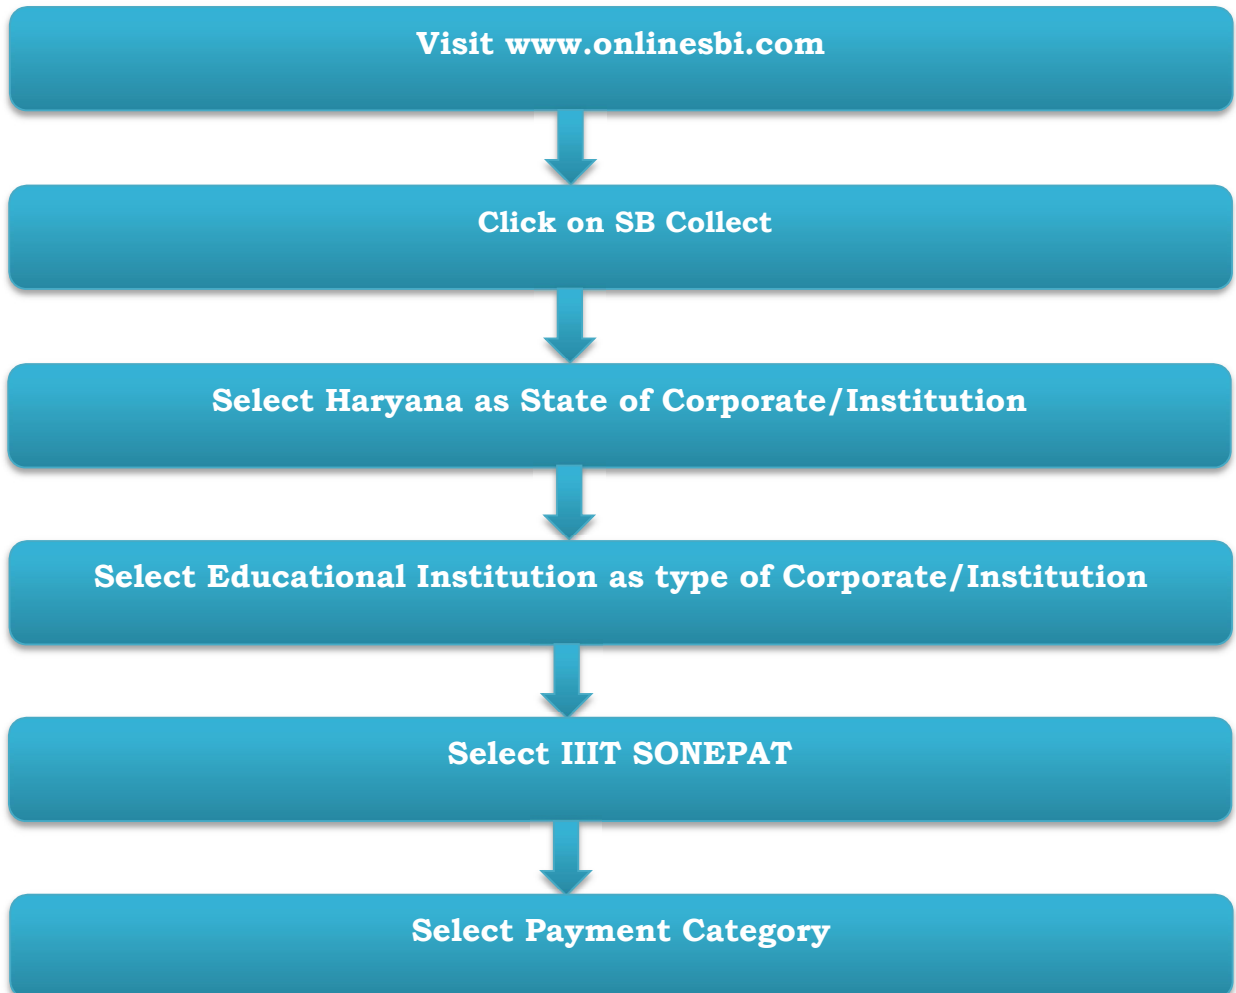 Visit www.onlinesbi.com
Click on SB Collect
Select Haryana as State of Corporate/Institution
Select Educational Institution as type of Corporate/Institution
Select IIIT SONEPAT
Select Payment Category